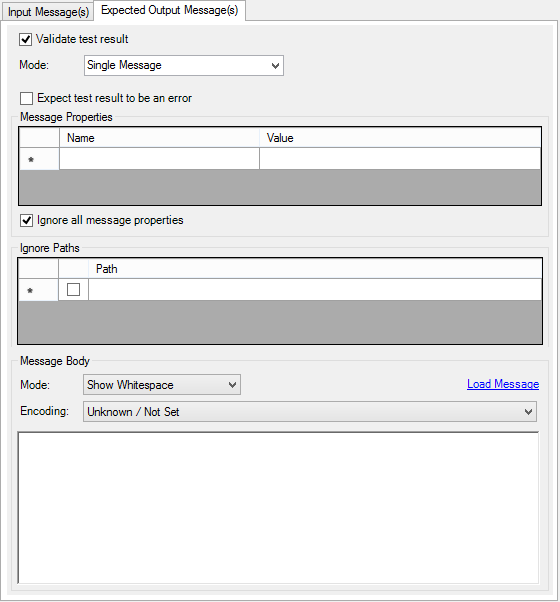 Input Message(s) Expected Output Message(s)
Validate test result
Mode: Single Message
Expect test result to be an error
Message Properties
Name Value
*
Ignore all message properties
Ignore Paths
Path
*
Message Body
Mode: Show Whitespace Load Message
Encoding: Unknown / Not Set